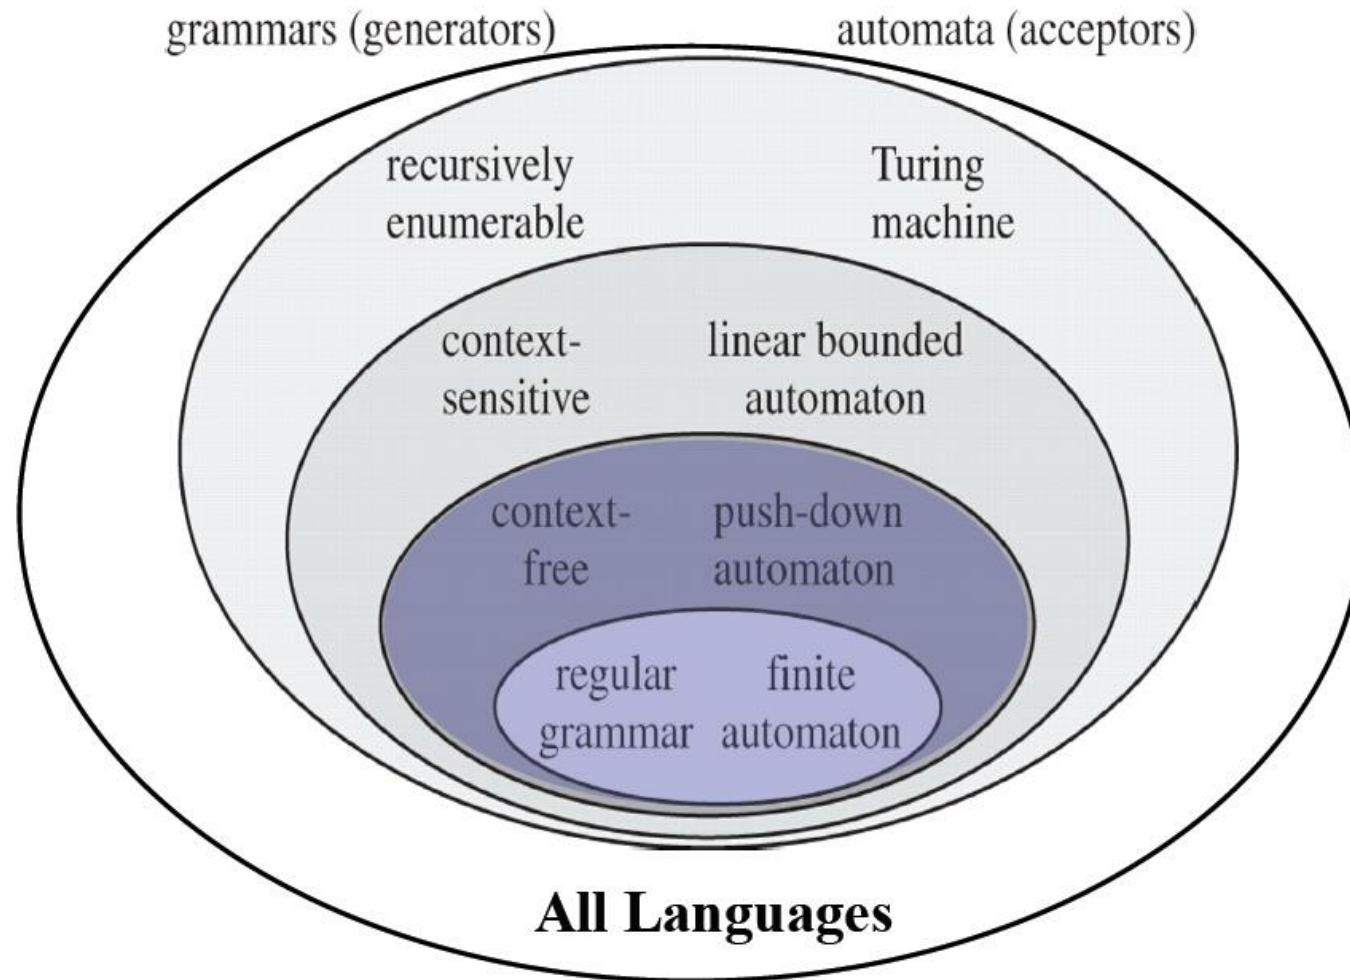 grammars (generators) automata (acceptors)
recursively
enumerable
Turing
machine
context-
sensitive
linear bounded
automaton
context-
free
push-down
automaton
regular
grammar
finite
automaton
All Languages